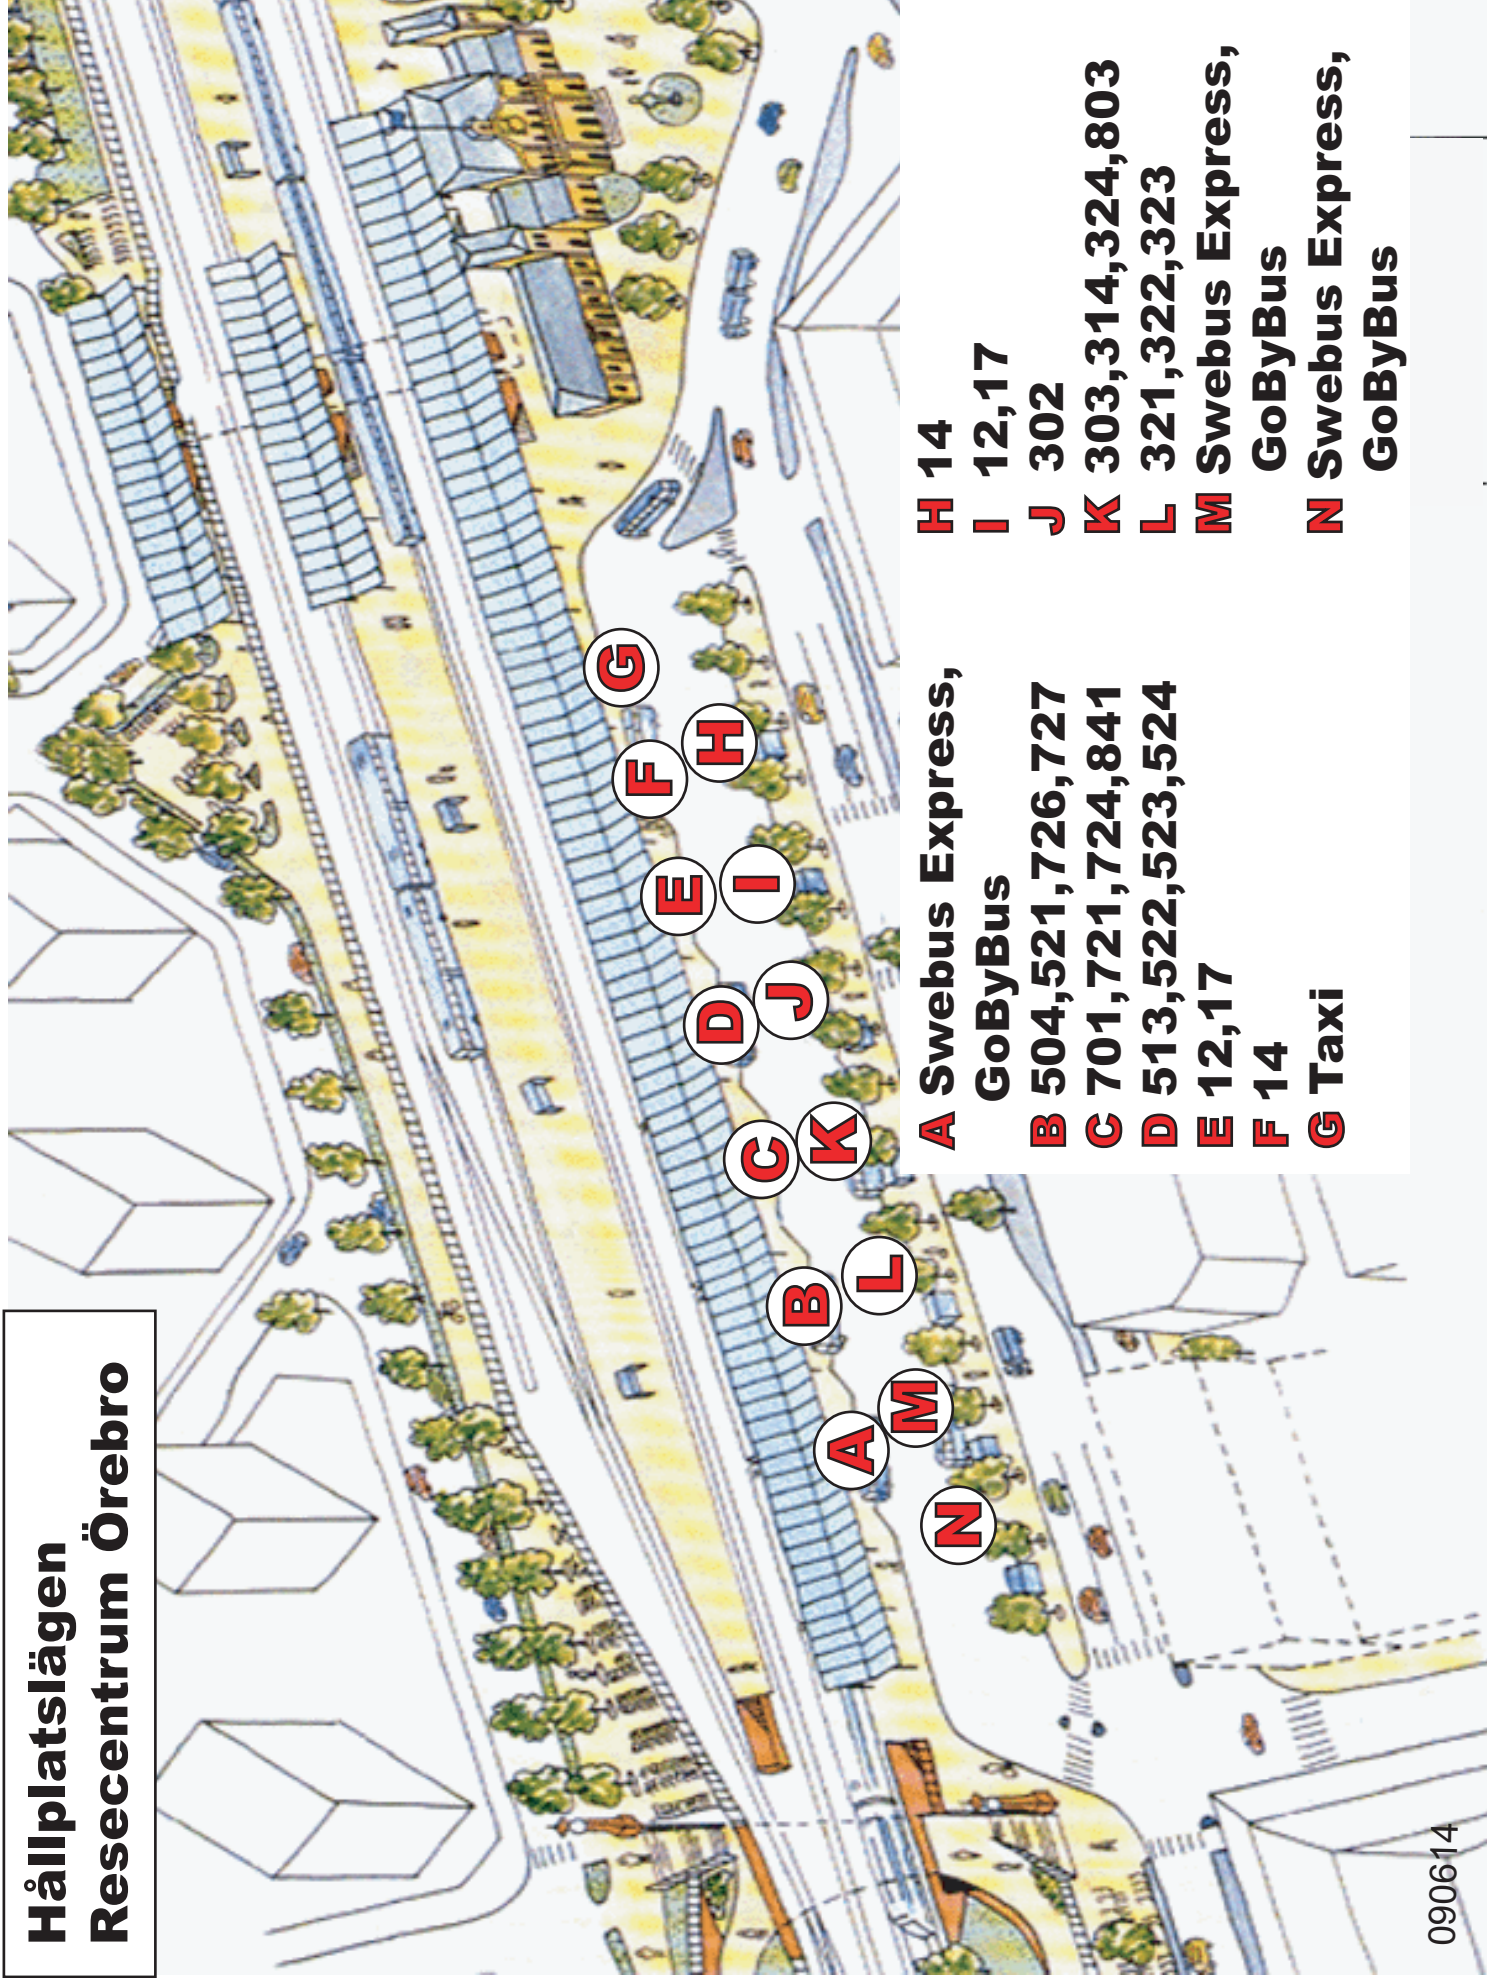 Hållplatslägen
Resecentrum Örebro
G
F
H
E
I
D
J
C
K
B
L
A
M
N
A Swebus Express,
GoByBus
B 504,521,726,727
C 701,721,724,841
D 513,522,523,524
E 12,17
F 14
G Taxi
H 14
I 12,17
J 302
K 303,314,324,803
L 321,322,323
M Swebus Express,
GoByBus
N Swebus Express,
GoByBus
090614